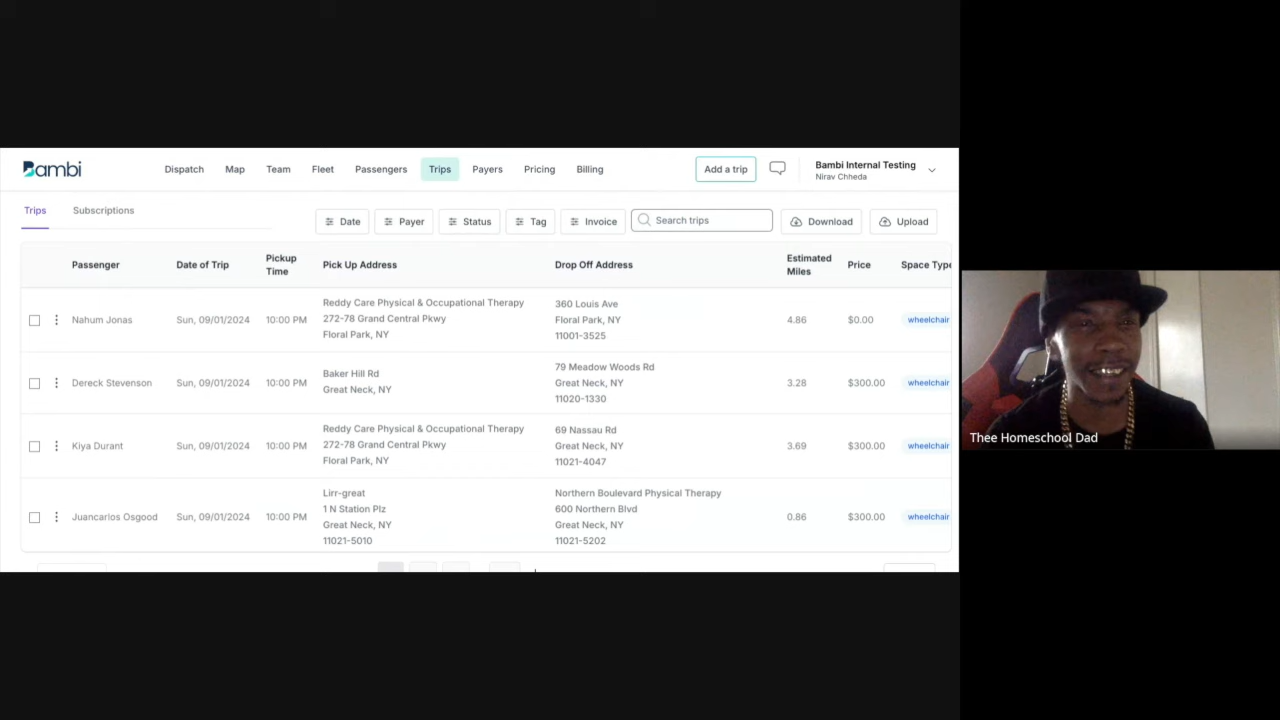 Bambi
Dispatch
Map
Team
Fleet
Passengers
Trips
Payers
Pricing
Billing
Add a trip
Bambi Internal Testing
Nirav Chheda
Trips
Subscriptions
Date
Payer
Status
Tag
Invoice
Search trips
Download
Upload
Passenger
Date of Trip
Pickup
Time
Pick Up Address
Drop Off Address
Estimated
Miles
Price
Space Type
Nahum Jonas
Sun, 09/01/2024
10:00 PM
Reddy Care Physical & Occupational Therapy
272-78 Grand Central Pkwy
Floral Park, NY
360 Louis Ave
Floral Park, NY
11001-3525
4.86
$0.00
wheelchair
Dereck Stevenson
Sun, 09/01/2024
10:00 PM
Baker Hill Rd
Great Neck, NY
79 Meadow Woods Rd
Great Neck, NY
11020-1330
3.28
$300.00
wheelchair
Kiya Durant
Sun, 09/01/2024
10:00 PM
Reddy Care Physical & Occupational Therapy
272-78 Grand Central Pkwy
Floral Park, NY
69 Nassau Rd
Great Neck, NY
11021-4047
3.69
$300.00
wheelchair
Juancarlos Osgood
Sun, 09/01/2024
10:00 PM
Lirr-great
1 N Station Plz
Great Neck, NY
11021-5010
Northern Boulevard Physical Therapy
600 Northern Blvd
Great Neck, NY
11021-5202
0.86
$300.00
wheelchair
Thee Homeschool Dad